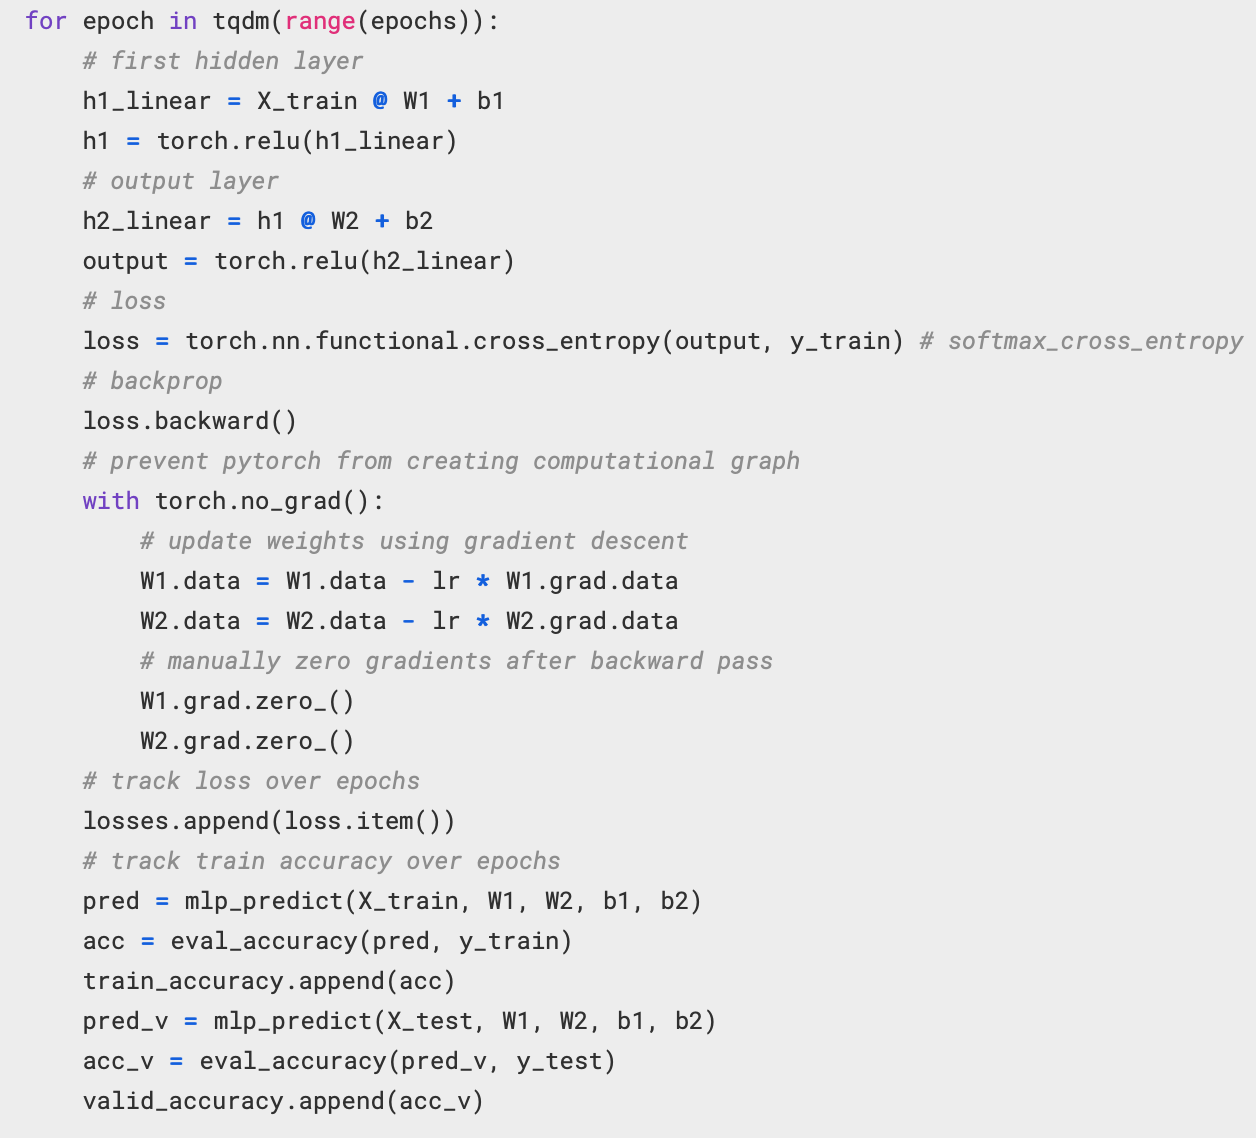 for epoch in tqdm(range(epochs)):
    # first hidden layer
    h1_linear = X_train @ W1 + b1
    h1 = torch.relu(h1_linear)
    # output layer
    h2_linear = h1 @ W2 + b2
    output = torch.relu(h2_linear)
    # loss
    loss = torch.nn.functional.cross_entropy(output, y_train) # softmax_cross_entropy
    # backprop
    loss.backward()
    # prevent pytorch from creating computational graph
    with torch.no_grad():
        # update weights using gradient descent
        W1.data = W1.data - lr * W1.grad.data
        W2.data = W2.data - lr * W2.grad.data
        # manually zero gradients after backward pass
        W1.grad.zero_()
        W2.grad.zero_()
    # track loss over epochs
    losses.append(loss.item())
    # track train accuracy over epochs
    pred = mlp_predict(X_train, W1, W2, b1, b2)
    acc = eval_accuracy(pred, y_train)
    train_accuracy.append(acc)
    pred_v = mlp_predict(X_test, W1, W2, b1, b2)
    acc_v = eval_accuracy(pred_v, y_test)
    valid_accuracy.append(acc_v)